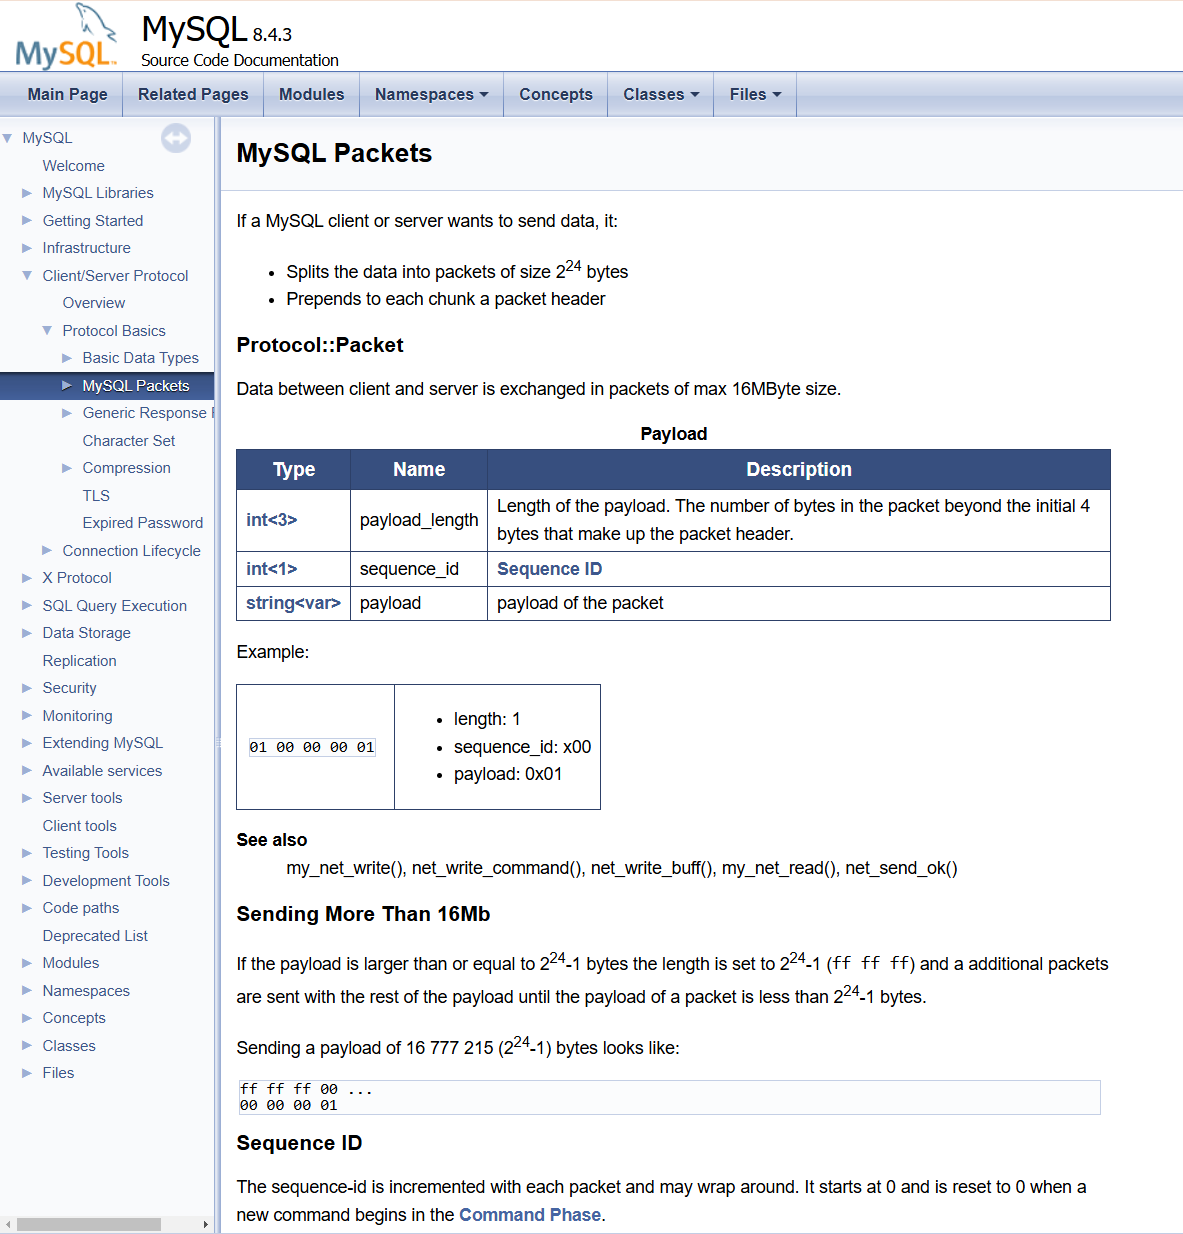 MySQL™
MySQL 8.4.3
Source Code Documentation
Main Page Related Pages Modules Namespaces Concepts Classes Files
MySQL
Welcome
MySQL Libraries
Getting Started
Infrastructure
Client/Server Protocol
Overview
Protocol Basics
Basic Data Types
MySQL Packets
Generic Response
Character Set
Compression
TLS
Expired Password
Connection Lifecycle
X Protocol
SQL Query Execution
Data Storage
Replication
Security
Monitoring
Extending MySQL
Available services
Server tools
Client tools
Testing Tools
Development Tools
Code paths
Deprecated List
Modules
Namespaces
Concepts
Classes
Files
MySQL Packets
If a MySQL client or server wants to send data, it:
• Splits the data into packets of size 2^24 bytes
• Prepends to each chunk a packet header
Protocol::Packet
Data between client and server is exchanged in packets of max 16MByte size.
Payload
Type Name Description
int<3> payload_length Length of the payload. The number of bytes in the packet beyond the initial 4
bytes that make up the packet header.
int<1> sequence_id Sequence ID
string<var> payload payload of the packet
Example:
01 00 00 00 01
• length: 1
• sequence_id: x00
• payload: 0x01
See also
my_net_write(), net_write_command(), net_write_buff(), my_net_read(), net_send_ok()
Sending More Than 16Mb
If the payload is larger than or equal to 2^24-1 bytes the length is set to 2^24-1 (ff ff ff) and a additional packets
are sent with the rest of the payload until the payload of a packet is less than 2^24-1 bytes.
Sending a payload of 16 777 215 (2^24-1) bytes looks like:
ff ff ff 00 ...
00 00 00 01
Sequence ID
The sequence-id is incremented with each packet and may wrap around. It starts at 0 and is reset to 0 when a
new command begins in the Command Phase.